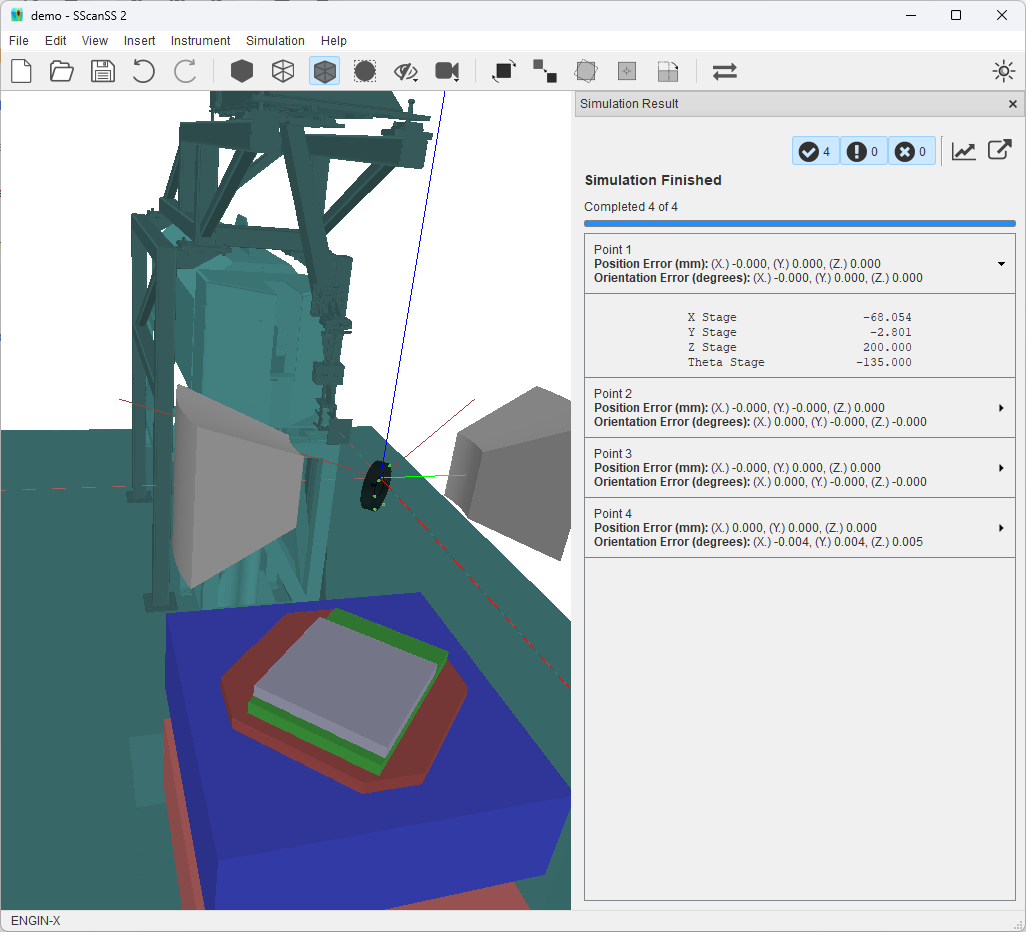 demo - SScanSS 2
File Edit View Insert Instrument Simulation Help
Simulation Result
4 0 0
Simulation Finished
Completed 4 of 4
Point 1
Position Error (mm): (X.) -0.000, (Y.) 0.000, (Z.) 0.000
Orientation Error (degrees): (X.) -0.000, (Y.) 0.000, (Z.) 0.000
X Stage -68.054
Y Stage -2.801
Z Stage 200.000
Theta Stage -135.000
Point 2
Position Error (mm): (X.) -0.000, (Y.) -0.000, (Z.) 0.000
Orientation Error (degrees): (X.) 0.000, (Y.) -0.000, (Z.) -0.000
Point 3
Position Error (mm): (X.) -0.000, (Y.) 0.000, (Z.) 0.000
Orientation Error (degrees): (X.) 0.000, (Y.) -0.000, (Z.) -0.000
Point 4
Position Error (mm): (X.) 0.000, (Y.) 0.000, (Z.) 0.000
Orientation Error (degrees): (X.) -0.004, (Y.) 0.004, (Z.) 0.005
ENGIN-X